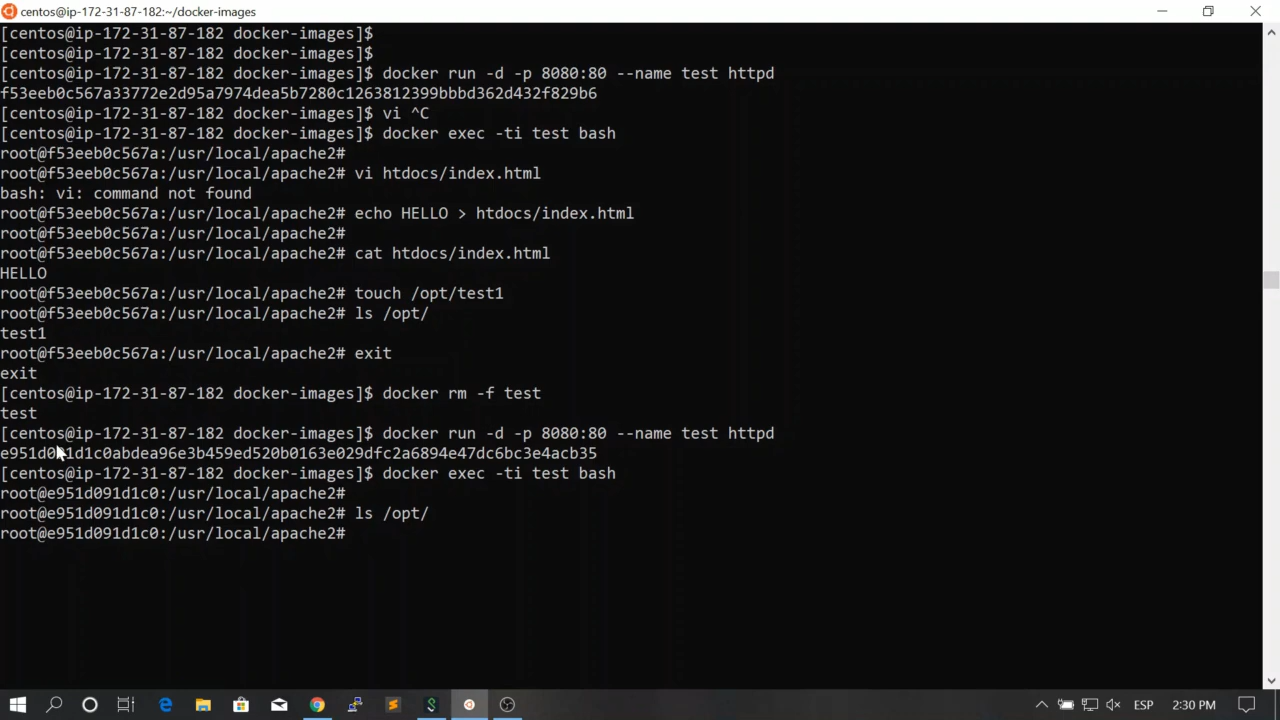 centos@ip-172-31-87-182:~/docker-images
[centos@ip-172-31-87-182 docker-images]$
[centos@ip-172-31-87-182 docker-images]$
[centos@ip-172-31-87-182 docker-images]$ docker run -d -p 8080:80 --name test httpd
f53eeb0c567a33772e2d95a7974dea5b7280c1263812399bbbd362d432f829b6
[centos@ip-172-31-87-182 docker-images]$ vi ^C
[centos@ip-172-31-87-182 docker-images]$ docker exec -ti test bash
root@f53eeb0c567a:/usr/local/apache2#
root@f53eeb0c567a:/usr/local/apache2# vi htdocs/index.html
bash: vi: command not found
root@f53eeb0c567a:/usr/local/apache2# echo HELLO > htdocs/index.html
root@f53eeb0c567a:/usr/local/apache2#
root@f53eeb0c567a:/usr/local/apache2# cat htdocs/index.html
HELLO
root@f53eeb0c567a:/usr/local/apache2# touch /opt/test1
root@f53eeb0c567a:/usr/local/apache2# ls /opt/
test1
root@f53eeb0c567a:/usr/local/apache2# exit
exit
[centos@ip-172-31-87-182 docker-images]$ docker rm -f test
test
[centos@ip-172-31-87-182 docker-images]$ docker run -d -p 8080:80 --name test httpd
e951d091d1c0abdea96e3b459ed520b0163e029dfc2a6894e47dc6bc3e4acb35
[centos@ip-172-31-87-182 docker-images]$ docker exec -ti test bash
root@e951d091d1c0:/usr/local/apache2#
root@e951d091d1c0:/usr/local/apache2# ls /opt/
root@e951d091d1c0:/usr/local/apache2#
ESP
2:30 PM